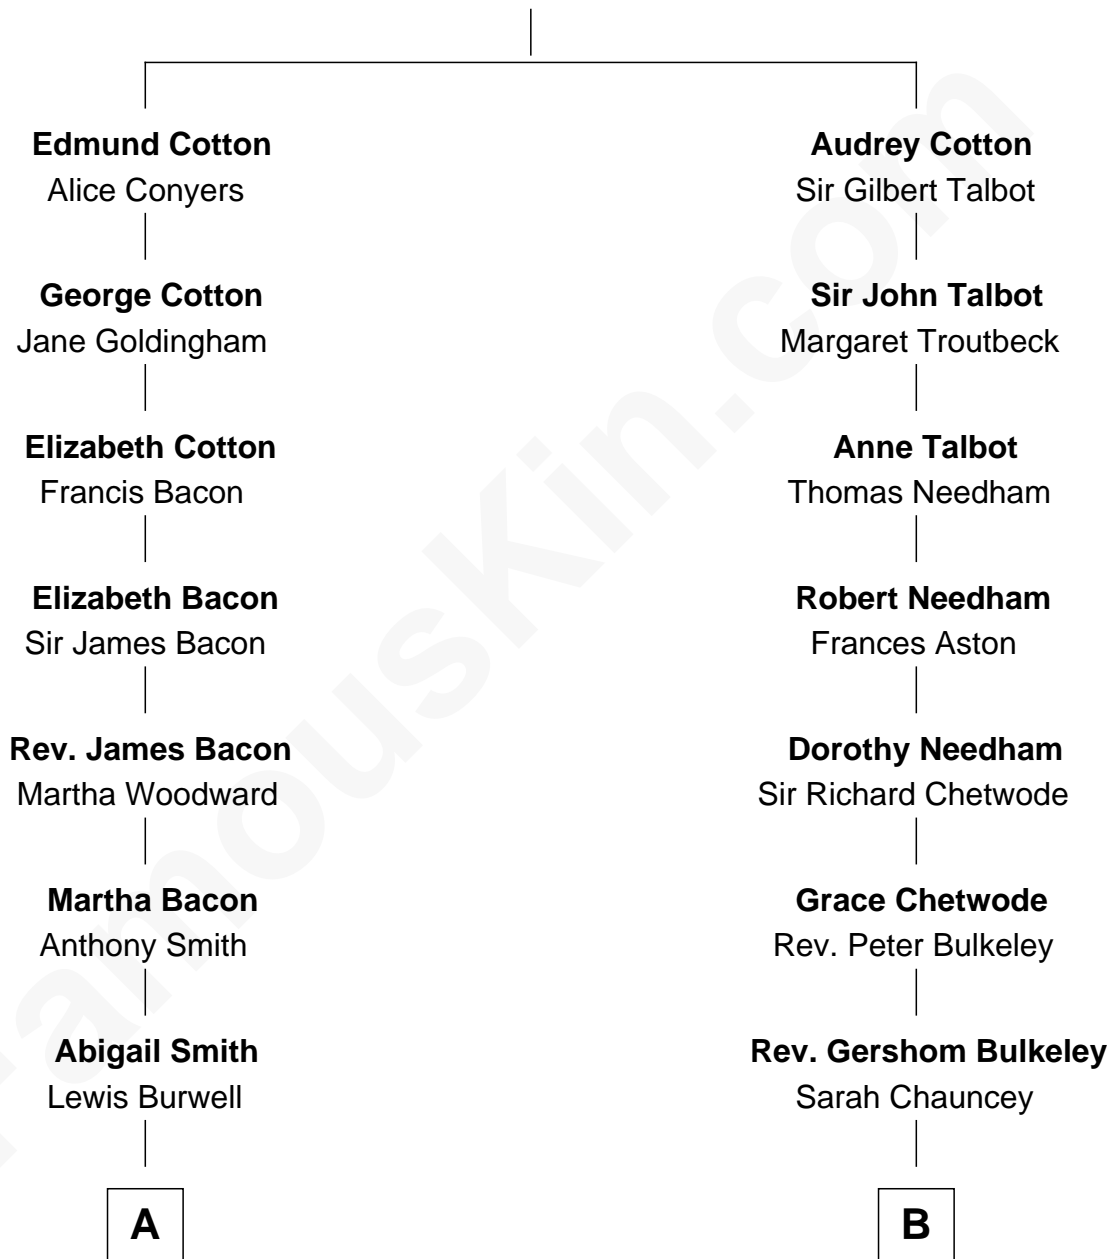 Edmund Cotton
Alice Conyers
George Cotton
Jane Goldingham
Elizabeth Cotton
Francis Bacon
Elizabeth Bacon
Sir James Bacon
Rev. James Bacon
Martha Woodward
Martha Bacon
Anthony Smith
Abigail Smith
Lewis Burwell
A
Audrey Cotton
Sir Gilbert Talbot
Sir John Talbot
Margaret Troutbeck
Anne Talbot
Thomas Needham
Robert Needham
Frances Aston
Dorothy Needham
Sir Richard Chetwode
Grace Chetwode
Rev. Peter Bulkeley
Rev. Gershom Bulkeley
Sarah Chauncey
B
FamousKin.com